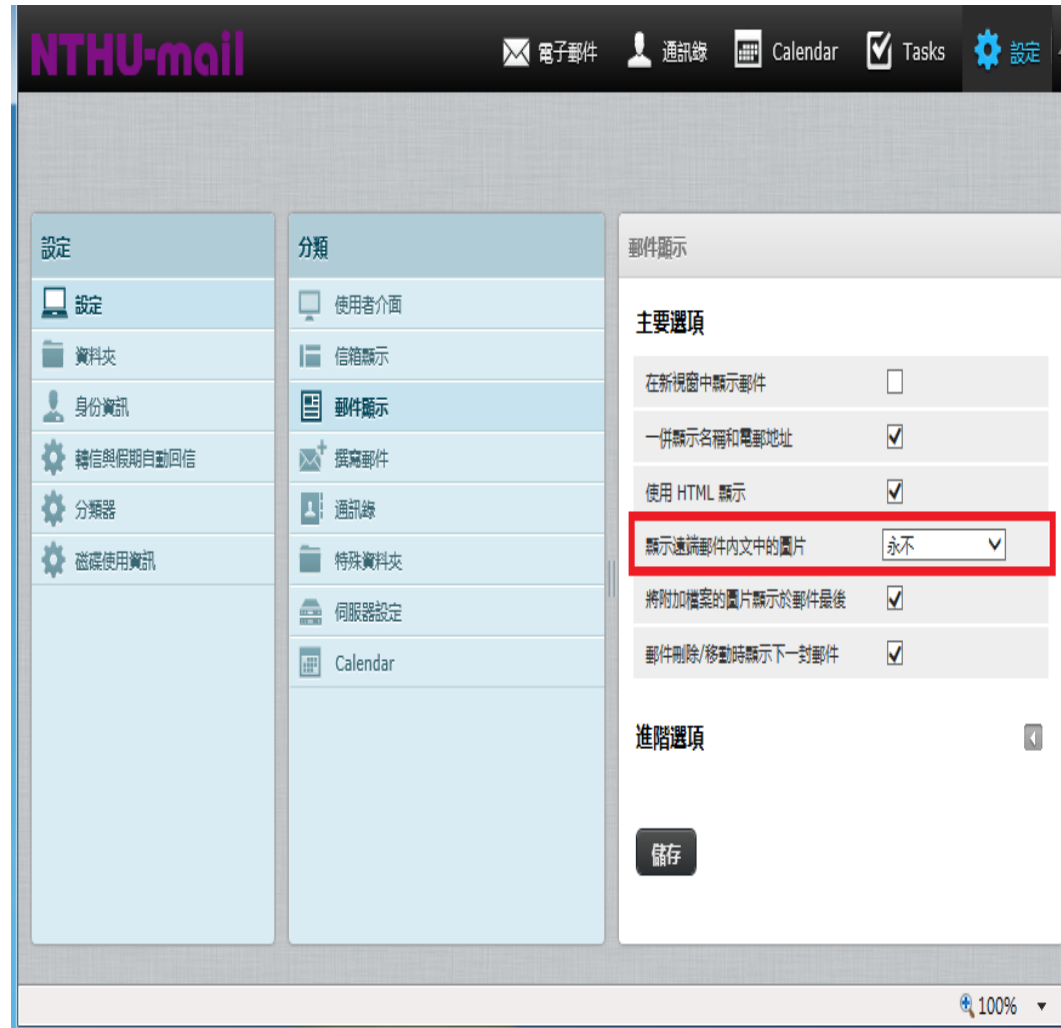 NTHU-mail
電子郵件
通訊錄
Calendar
Tasks
設定
設定
設定
資料夾
身份資訊
轉信與假期自動回信
分類器
磁碟使用資訊
分類
使用者介面
信箱顯示
郵件顯示
撰寫郵件
通訊錄
特殊資料夾
伺服器設定
Calendar
郵件顯示
主要選項
在新視窗中顯示郵件
一併顯示名稱和電郵地址
使用 HTML 顯示
顯示遠端郵件內文中的圖片 永不
將附加檔案的圖片顯示於郵件最後
郵件刪除/移動時顯示下一封郵件
進階選項
儲存
100%